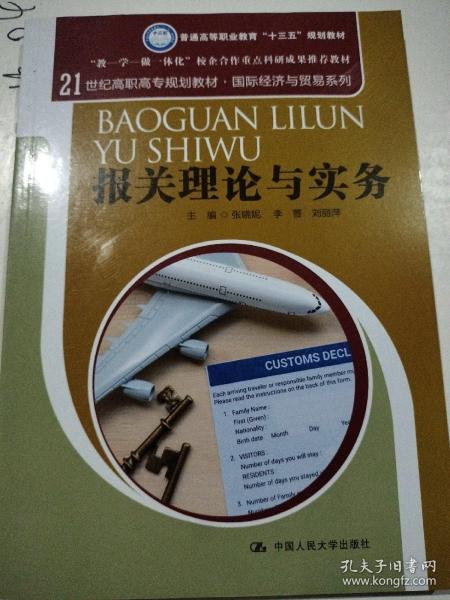 普通高等职业教育“十三五”规划教材
“教一学一做一体化”校企合作重点科研成果推荐教材
21世纪高职高专规划教材·国际经济与贸易系列
BAOGUAN LILUN
YU SHIWU
报关理论与实务
主 编 张晓妮 李 蕾 刘丽萍
CUSTOMS DECL
Each arriving traveler or responsible family member m
Please read the instructions on the back of this form.
1. Family Name :
First (Given) :
Nationality :
Birth date Month Day Yea
2. VISITORS :
Number of days you will stay :
RESIDENTS :
Number of days you stayed
3. Number of Family
中国人民大学出版社
孔夫子旧书网
www.kongfz.com